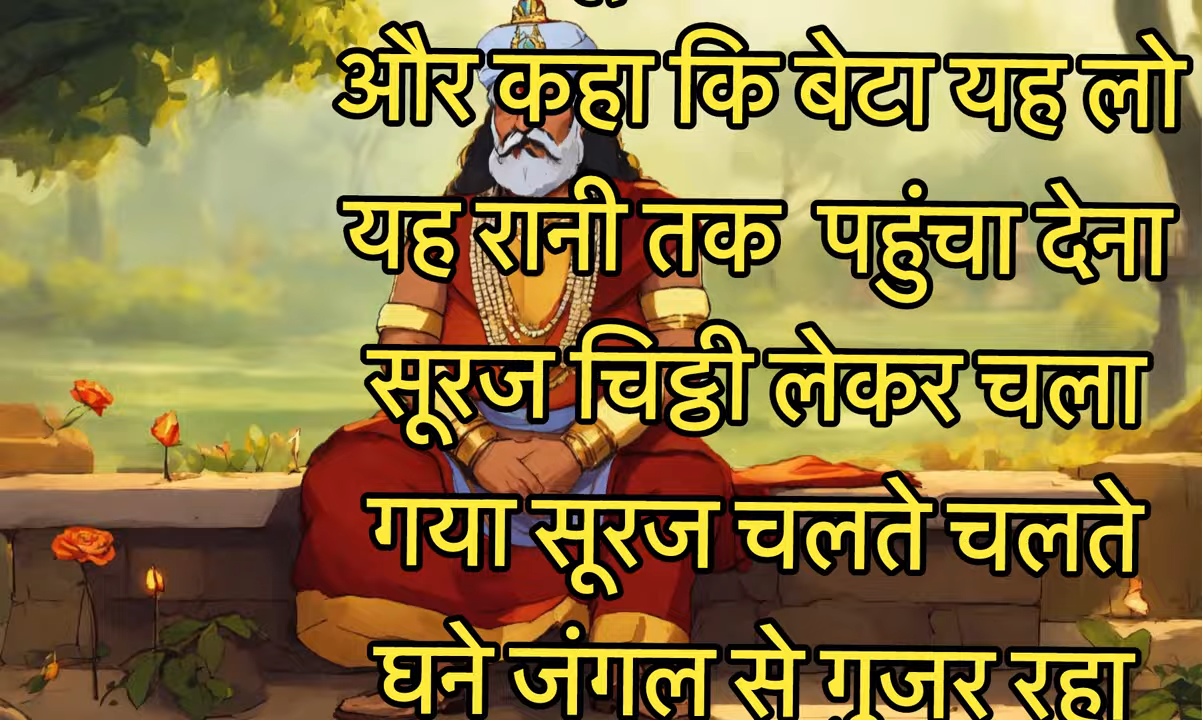 और कहा कि बेटा यह लो
यह रानी तक पहुंचा देना
सूरज चिट्ठी लेकर चला
गया सूरज चलते चलते
घने जंगल से गुजर रहा